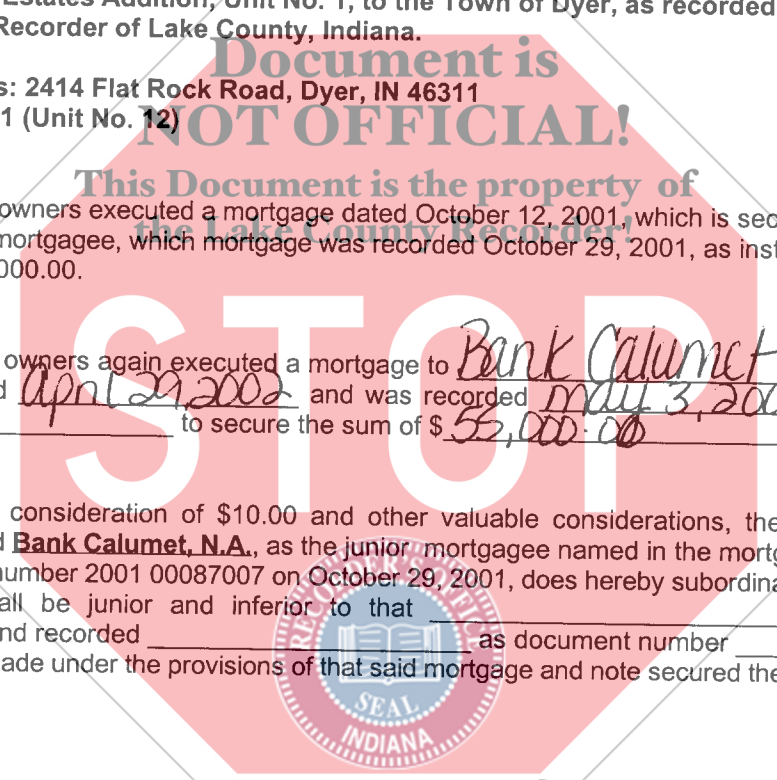 Estates Addition, Unit No. 1, to the Town of Dyer, as recorded
Recorder of Lake County, Indiana.
Document is
s: 2414 Flat Rock Road, Dyer, IN 46311
1 (Unit No. 12)
NOT OFFICIAL!
This Document is the property of
owners executed a mortgage dated October 12, 2001, which is sec
the Lake County Recorder!
mortgagee, which mortgage was recorded October 29, 2001, as inst
000.00.
STOP
owners again executed a mortgage to Bank Calumet
d April 29, 2002 and was recorded May 3, 200
to secure the sum of $ 55,000.00
consideration of $10.00 and other valuable considerations, the
d Bank Calumet, N.A., as the junior mortgagee named in the mortg
number 2001 00087007 on October 29, 2001, does hereby subordina
all be junior and inferior to that
nd recorded as document number
ade under the provisions of that said mortgage and note secured the
RECORDER'S OFFICE
SEAL
INDIANA